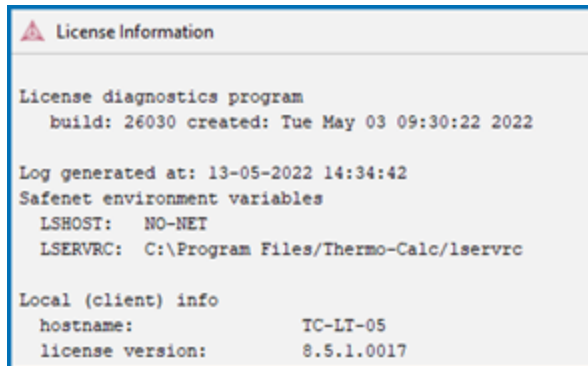 License Information
License diagnostics program
build: 26030 created: Tue May 03 09:30:22 2022
Log generated at: 13-05-2022 14:34:42
Safenet environment variables
LSHOST: NO-NET
LSERVRC: C:\Program Files/Thermo-Calc/lservrc
Local (client) info
hostname: TC-LT-05
license version: 8.5.1.0017